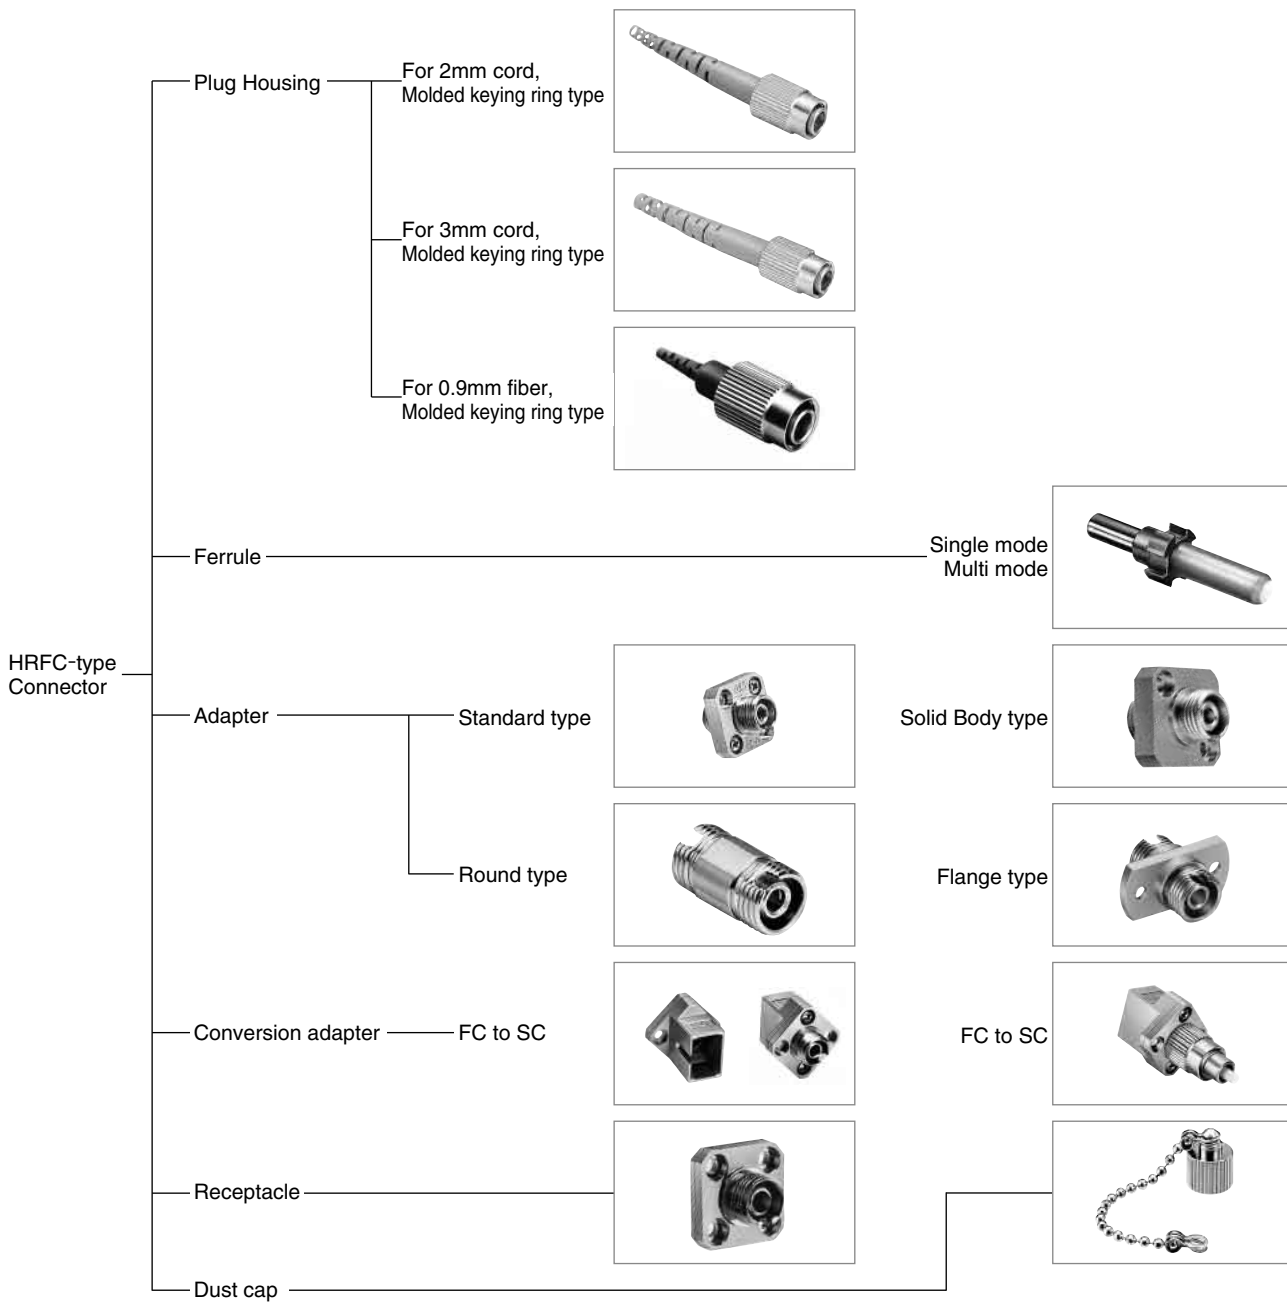 Plug Housing
For 2mm cord,
Molded keying ring type
For 3mm cord,
Molded keying ring type
For 0.9mm fiber,
Molded keying ring type
Ferrule
Single mode
Multi mode
HRFC-type
Connector
Adapter
Standard type
Solid Body type
Round type
Flange type
Conversion adapter
FC to SC
FC to SC
Receptacle
Dust cap